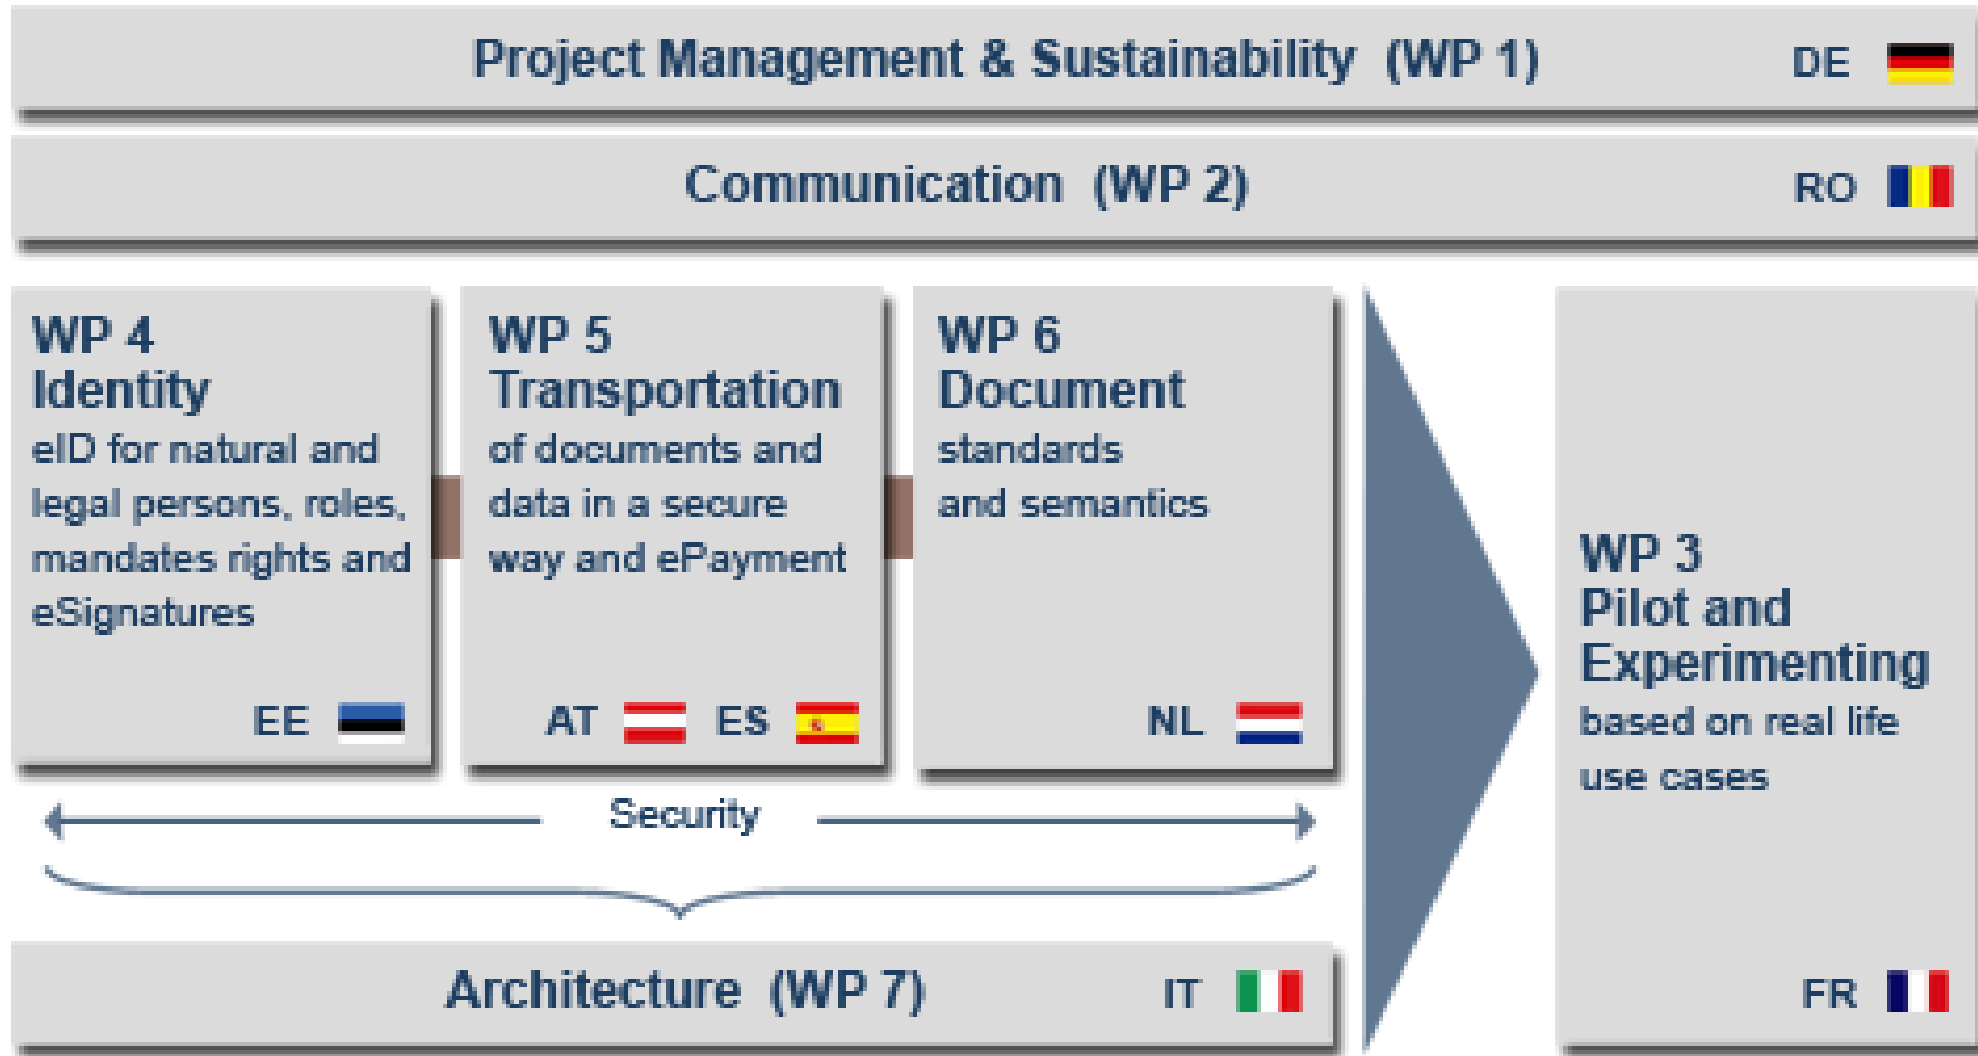 Project Management & Sustainability (WP 1) DE
Communication (WP 2) RO
WP 4
Identity
eID for natural and
legal persons, roles,
mandates rights and
eSignatures
EE
WP 5
Transportation
of documents and
data in a secure
way and ePayment
AT ES
WP 6
Document
standards
and semantics
NL
Security
Architecture (WP 7) IT
WP 3
Pilot and
Experimenting
based on real life
use cases
FR